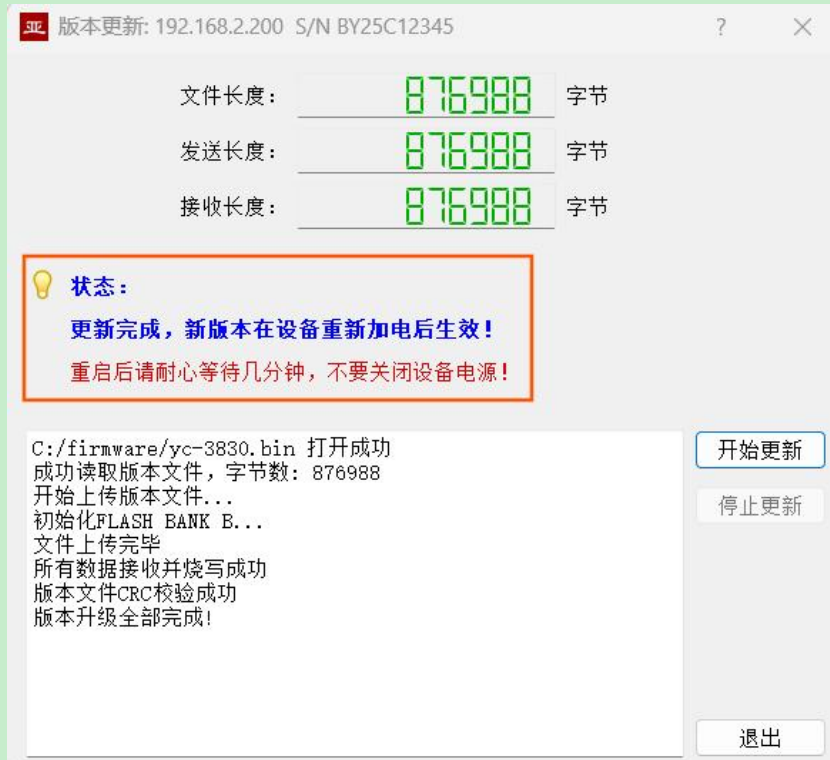 亚 版本更新: 192.168.2.200 S/N BY25C12345 ?
文件长度: 876988 字节
发送长度: 876988 字节
接收长度: 876988 字节
状态:
更新完成，新版本在设备重新加电后生效!
重启后请耐心等待几分钟，不要关闭设备电源!
C:/firmware/yc-3830.bin 打开成功
成功读取版本文件，字节数: 876988
开始上传版本文件...
初始化FLASH BANK B...
文件上传完毕
所有数据接收并烧写成功
版本文件CRC校验成功
版本升级全部完成!
开始更新
停止更新
退出